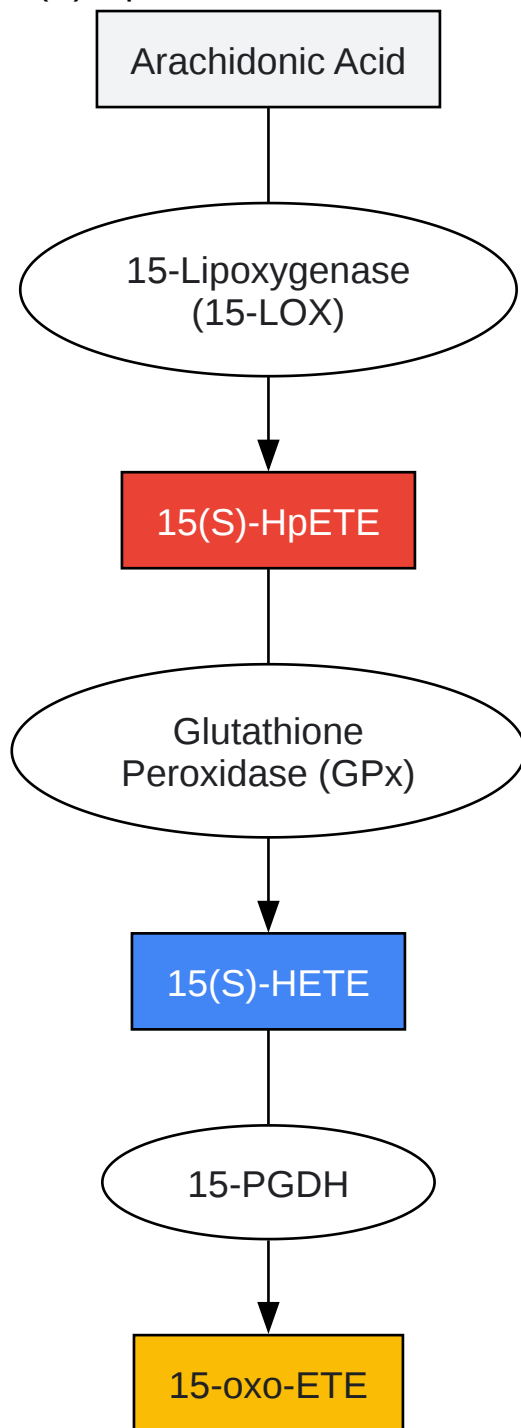 Arachidonic Acid
15-Lipoxygenase
(15-LOX)
15(S)-HpETE
Glutathione
Peroxidase (GPx)
15(S)-HETE
15-PGDH
15-oxo-ETE